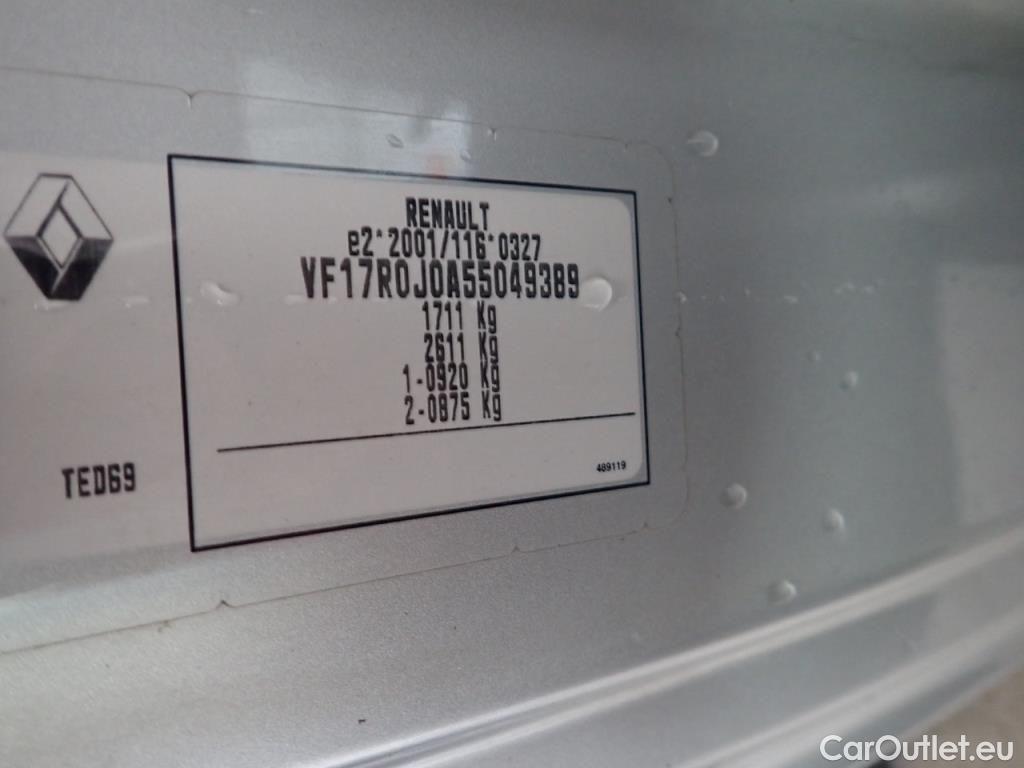 RENAULT
e2*2001/116*0327
VF17R0J0A55049389
1711 Kg
2611 Kg
1-0920 Kg
2-0875 Kg
TED69
489119
CarOutlet.eu